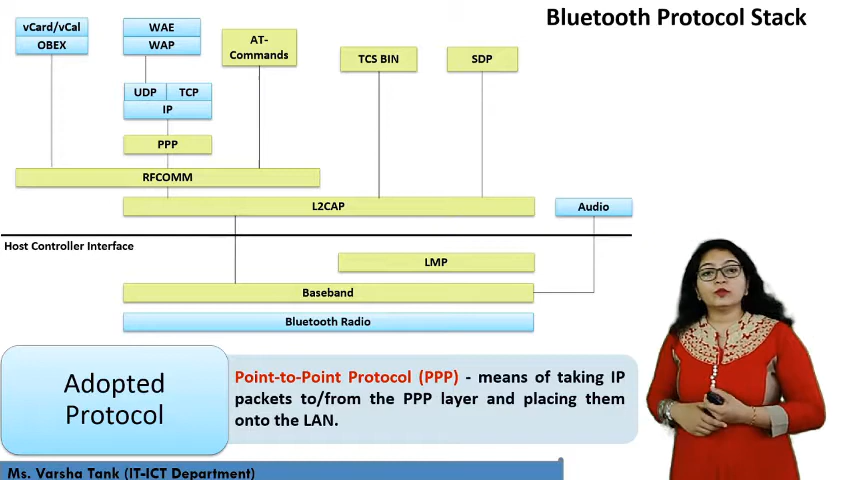 Bluetooth Protocol Stack
vCard/vCal
OBEX
WAE
WAP
AT-
Commands
TCS BIN
SDP
UDP TCP
IP
PPP
RFCOMM
L2CAP
Audio
Host Controller Interface
LMP
Baseband
Bluetooth Radio
Adopted
Protocol
Point-to-Point Protocol (PPP) - means of taking IP
packets to/from the PPP layer and placing them
onto the LAN.
Ms. Varsha Tank (IT-ICT Department)